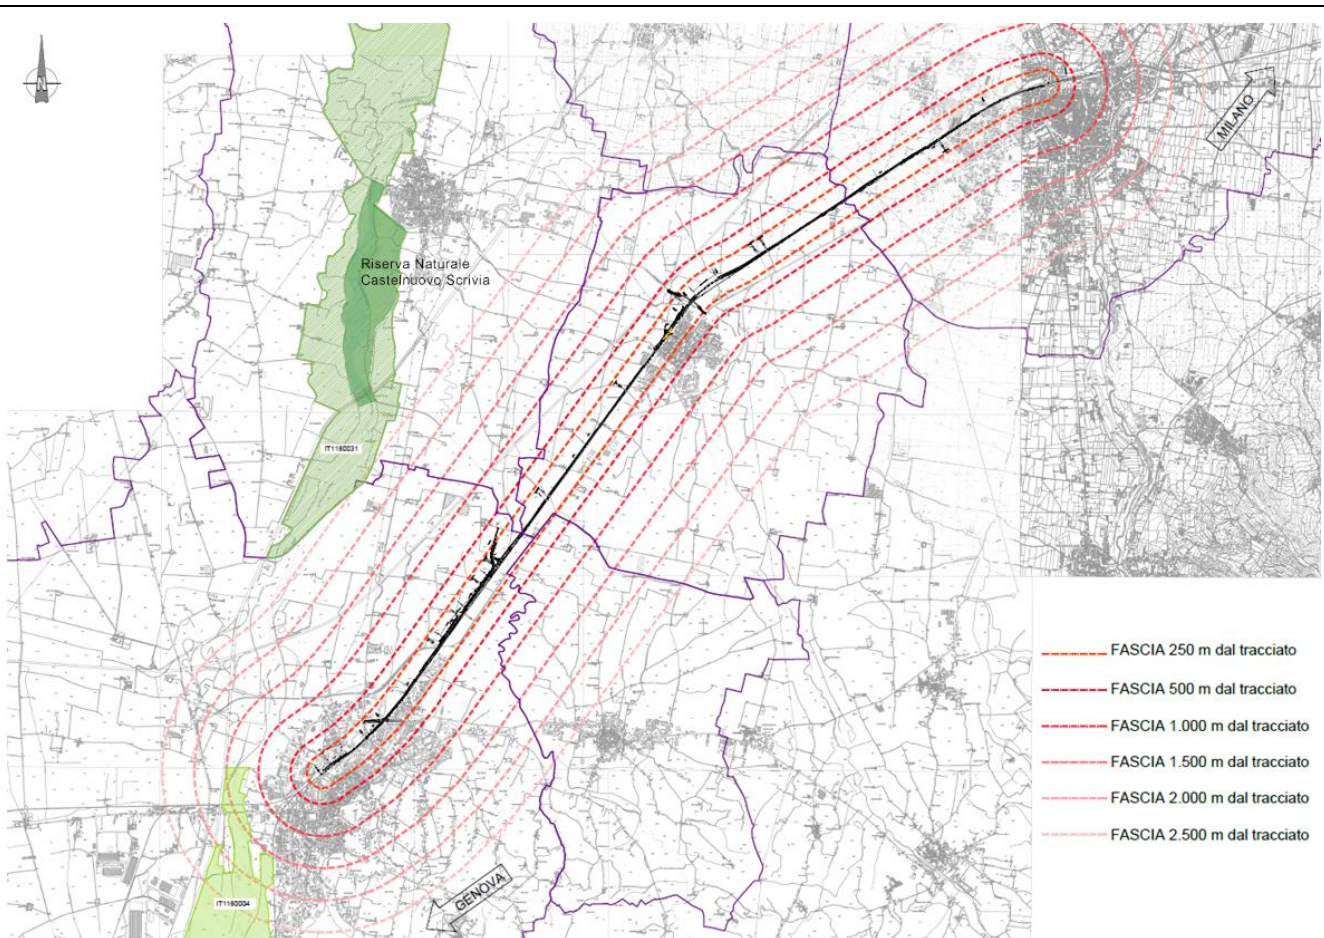 MILANO
Riserva Naturale
Castelnuovo Scrivia
IT1180031
FASCIA 250 m dal tracciato
FASCIA 500 m dal tracciato
FASCIA 1.000 m dal tracciato
FASCIA 1.500 m dal tracciato
FASCIA 2.000 m dal tracciato
FASCIA 2.500 m dal tracciato
GENOVA
IT1180004